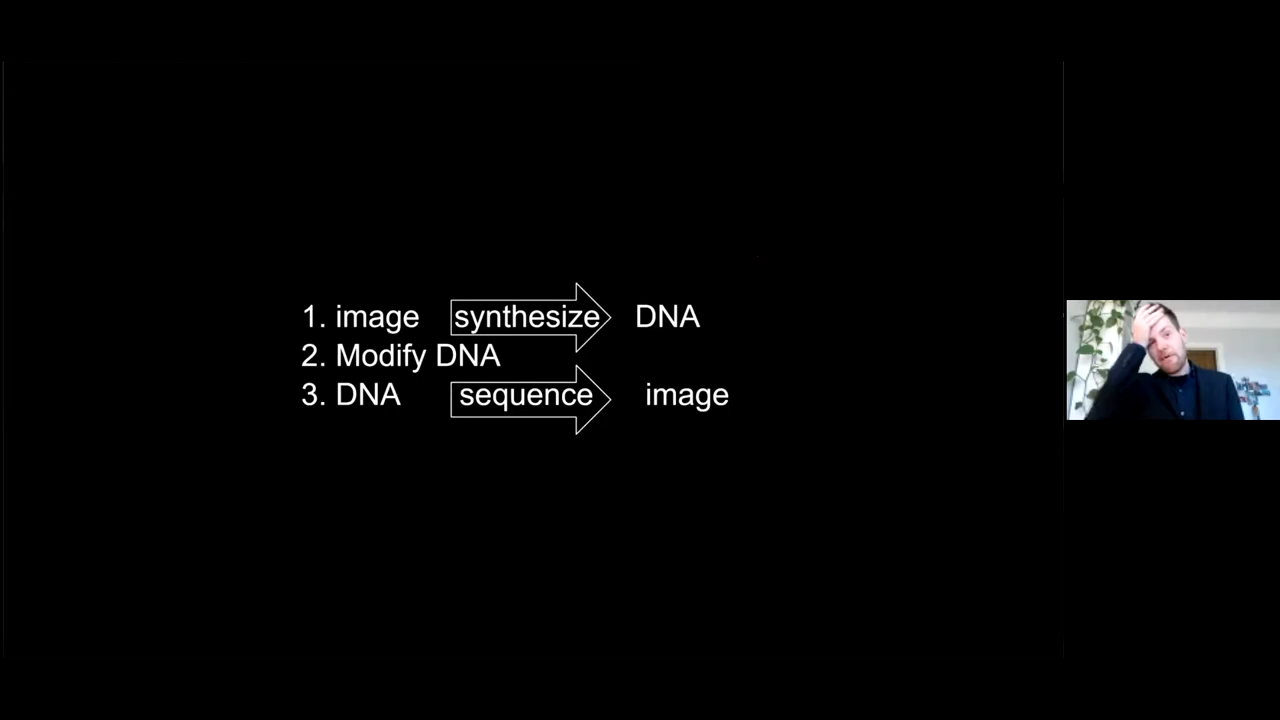 1. image synthesize DNA
2. Modify DNA
3. DNA sequence image